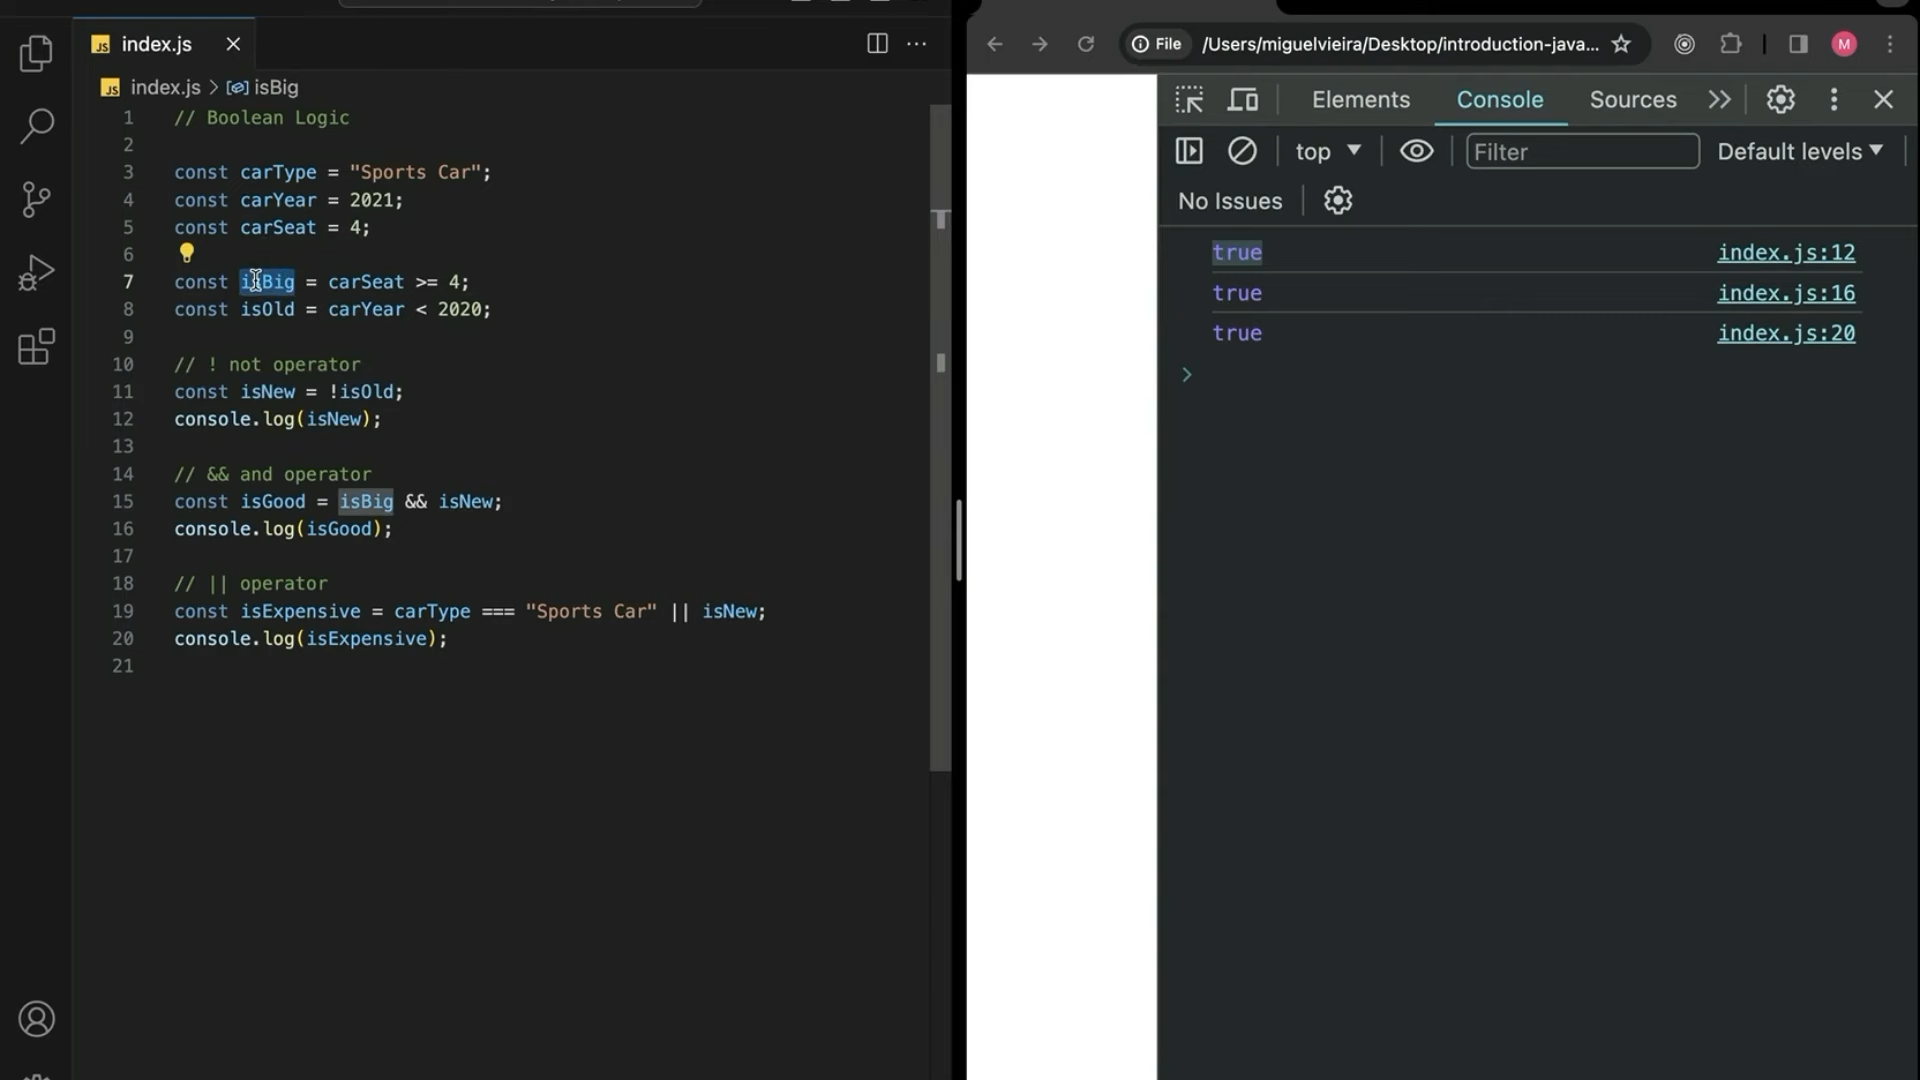 index.js
index.js > isBig
1 // Boolean Logic
2
3 const carType = "Sports Car";
4 const carYear = 2021;
5 const carSeat = 4;
6
7 const isBig = carSeat >= 4;
8 const isOld = carYear < 2020;
9
10 // ! not operator
11 const isNew = !isOld;
12 console.log(isNew);
13
14 // && and operator
15 const isGood = isBig && isNew;
16 console.log(isGood);
17
18 // || operator
19 const isExpensive = carType === "Sports Car" || isNew;
20 console.log(isExpensive);
21
File /Users/miguelvieira/Desktop/introduction-java... M
Elements Console Sources
top Filter Default levels
No Issues
true index.js:12
true index.js:16
true index.js:20
>